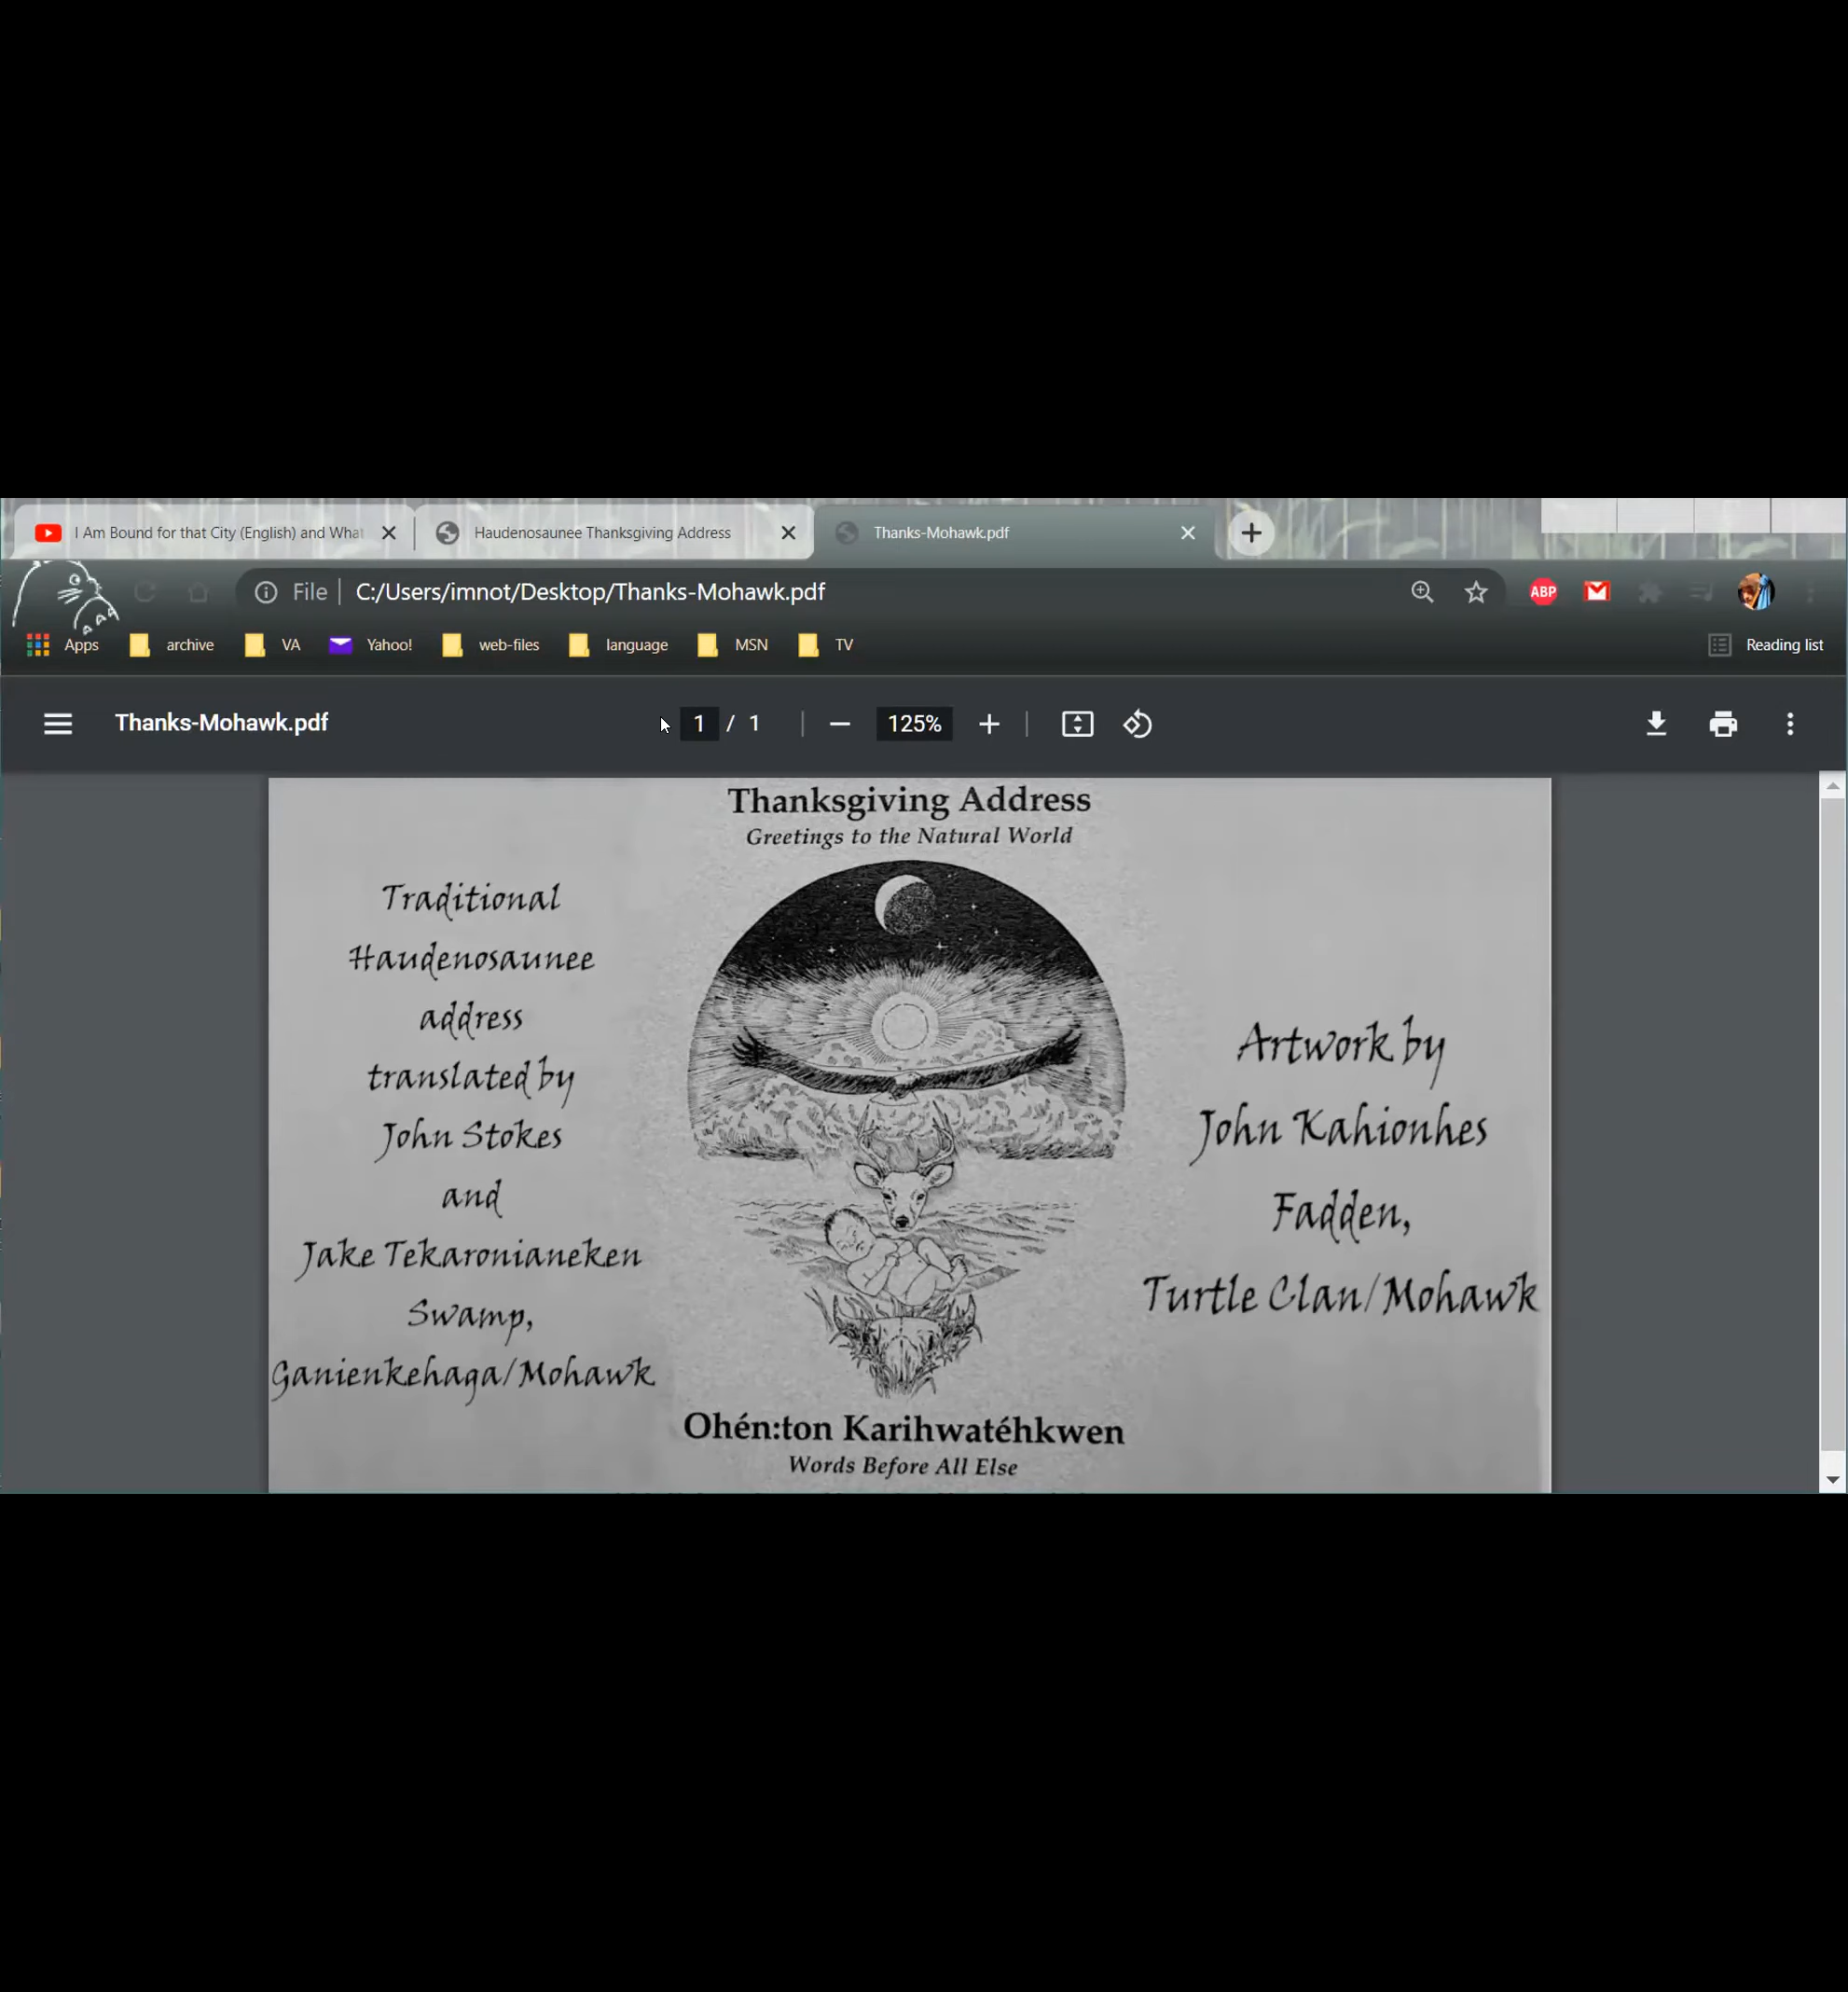 I Am Bound for that City (English) and What
Haudenosaunee Thanksgiving Address
Thanks-Mohawk.pdf
File
C:/Users/imnot/Desktop/Thanks-Mohawk.pdf
ABP
Apps
archive
VA
Yahoo!
web-files
language
MSN
TV
Reading list
Thanks-Mohawk.pdf
1 / 1
125%
Thanksgiving Address
Greetings to the Natural World
Traditional
Haudenosaunee
address
translated by
John Stokes
and
Jake Tekaronianeken
Swamp,
Ganienkehaga/Mohawk
Artwork by
John Kahionhes
Fadden,
Turtle Clan/Mohawk
Ohén:ton Karihwatéhkwen
Words Before All Else